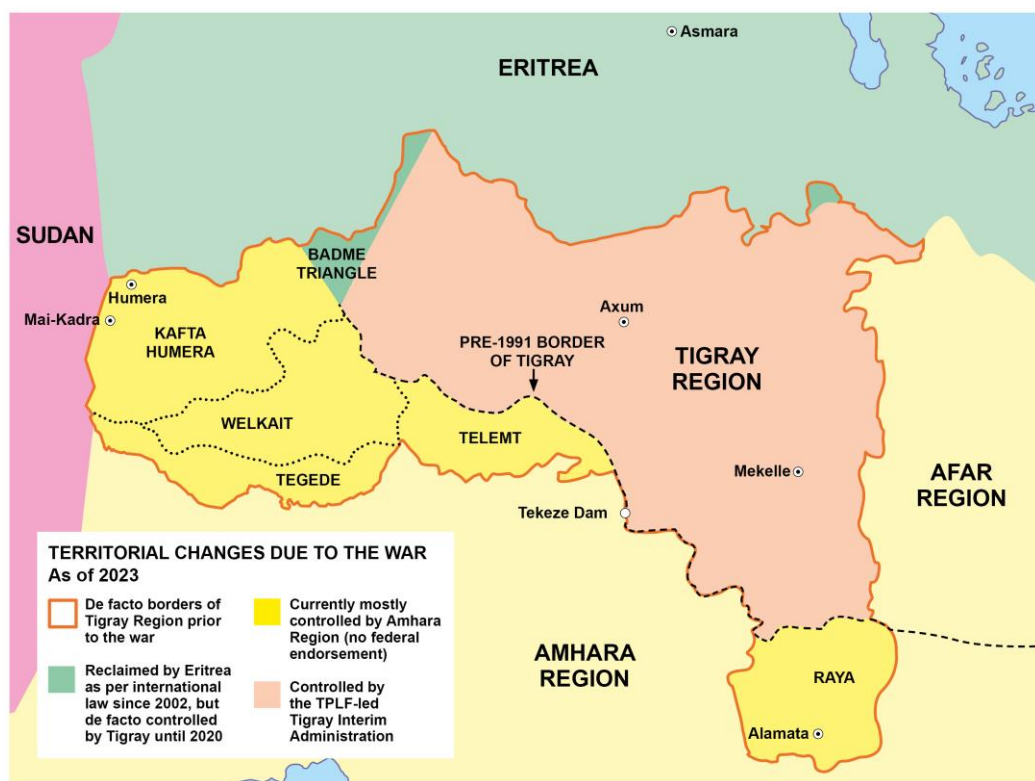 Asmara
ERITREA
SUDAN
BADME
TRIANGLE
Humera
Mai-Kadra
KAFTA
HUMERA
Axum
PRE-1991 BORDER
OF TIGRAY
TIGRAY
REGION
WELKAIT
TELEMT
TEGEDE
Mekelle
AFAR
REGION
Tekeze Dam
TERRITORIAL CHANGES DUE TO THE WAR
As of 2023
De facto borders of
Tigray Region prior
to the war
Reclaimed by Eritrea
as per international
law since 2002, but
de facto controlled
by Tigray until 2020
Currently mostly
controlled by Amhara
Region (no federal
endorsement)
Controlled by
the TPLF-led
Tigray Interim
Administration
AMHARA
REGION
RAYA
Alamata